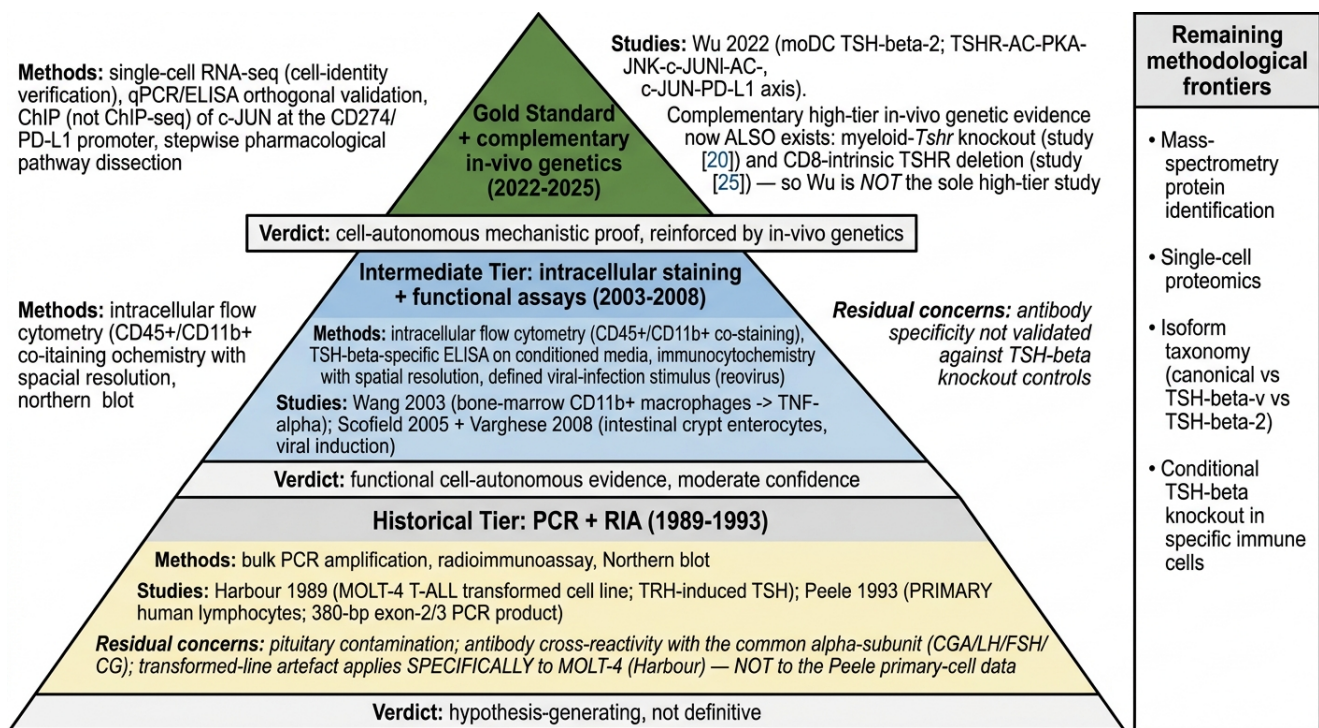 Methods: single-cell RNA-seq (cell-identity
verification), qPCR/ELISA orthogonal validation,
ChIP (not ChIP-seq) of c-JUN at the CD274/
PD-L1 promoter, stepwise pharmacological
pathway dissection
Gold Standard
+ complementary
in-vivo genetics
(2022-2025)
Studies: Wu 2022 (moDC TSH-beta-2; TSHR-AC-PKA-
JNK-c-JUNI-AC-,
c-JUN-PD-L1 axis).
Complementary high-tier in-vivo genetic evidence
now ALSO exists: myeloid-Tshr knockout (study
[20]) and CD8-intrinsic TSHR deletion (study
[25]) — so Wu is NOT the sole high-tier study
Verdict: cell-autonomous mechanistic proof, reinforced by in-vivo genetics
Methods: intracellular flow
cytometry (CD45+/CD11b+
co-itaining ochemistry with
spacial resolution,
northern blot
Intermediate Tier: intracellular staining
+ functional assays (2003-2008)
Methods: intracellular flow cytometry (CD45+/CD11b+ co-staining),
TSH-beta-specific ELISA on conditioned media, immunocytochemistry
with spatial resolution, defined viral-infection stimulus (reovirus)
Studies: Wang 2003 (bone-marrow CD11b+ macrophages -> TNF-
alpha); Scofield 2005 + Varghese 2008 (intestinal crypt enterocytes,
viral induction)
Residual concerns: antibody
specificity not validated
against TSH-beta
knockout controls
Verdict: functional cell-autonomous evidence, moderate confidence
Historical Tier: PCR + RIA (1989-1993)
Methods: bulk PCR amplification, radioimmunoassay, Northern blot
Studies: Harbour 1989 (MOLT-4 T-ALL transformed cell line; TRH-induced TSH); Peele 1993 (PRIMARY
human lymphocytes; 380-bp exon-2/3 PCR product)
Residual concerns: pituitary contamination; antibody cross-reactivity with the common alpha-subunit (CGA/LH/FSH/
CG); transformed-line artefact applies SPECIFICALLY to MOLT-4 (Harbour) — NOT to the Peele primary-cell data
Verdict: hypothesis-generating, not definitive
Remaining
methodological
frontiers
• Mass-
spectrometry
protein
identification
• Single-cell
proteomics
• Isoform
taxonomy
(canonical vs
TSH-beta-v vs
TSH-beta-2)
• Conditional
TSH-beta
knockout in
specific immune
cells